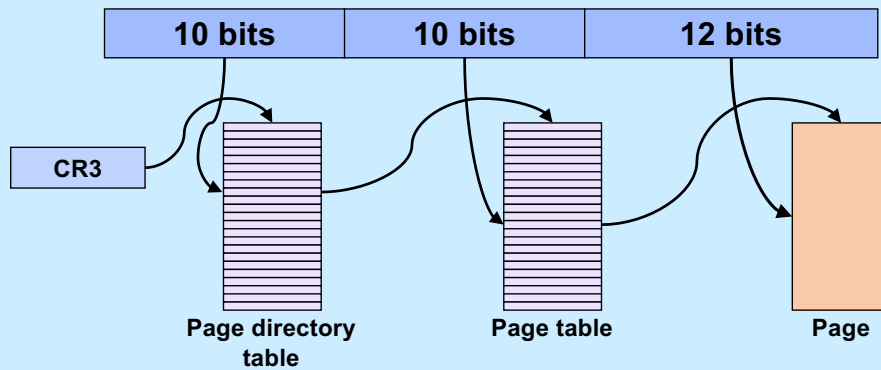 10 bits
10 bits
12 bits
CR3
Page directory
table
Page table
Page